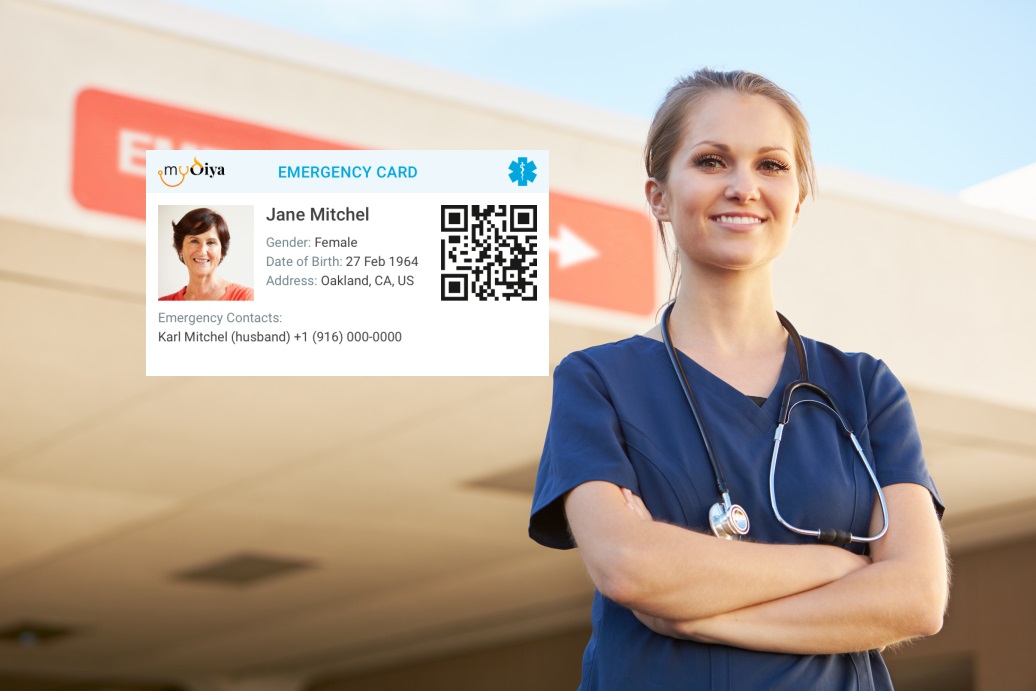 myDiya
EMERGENCY CARD
Jane Mitchel
Gender: Female
Date of Birth: 27 Feb 1964
Address: Oakland, CA, US
Emergency Contacts:
Karl Mitchel (husband) +1 (916) 000-0000